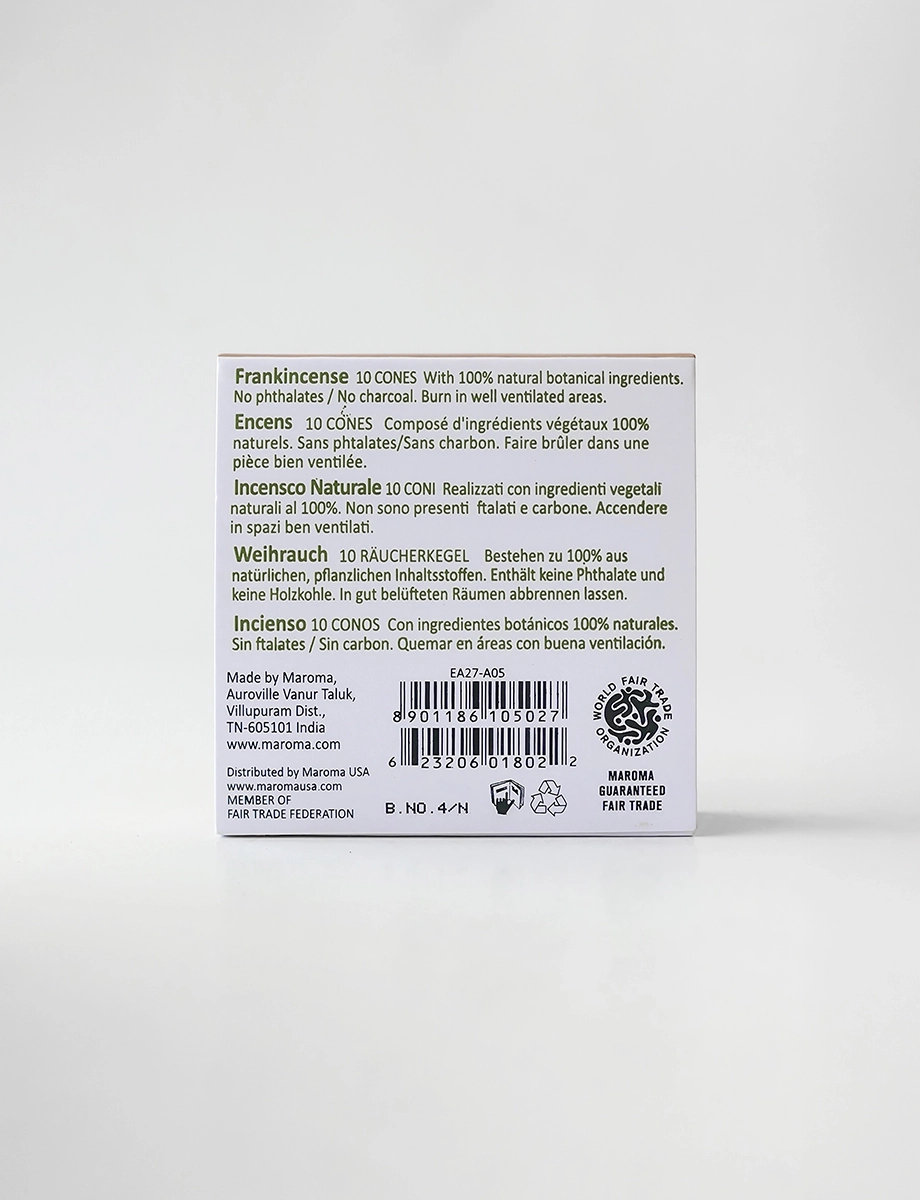 Frankincense 10 CONES With 100% natural botanical ingredients.
No phthalates / No charcoal. Burn in well ventilated areas.
Encens 10 CONES Composé d'ingrédients végétaux 100%
naturels. Sans phtalates/Sans charbon. Faire brûler dans une
pièce bien ventilée.
Incensco Naturale 10 CONI Realizzati con ingredienti vegetali
naturali al 100%. Non sono presenti ftalati e carbone. Accendere
in spazi ben ventilati.
Weihrauch 10 RÄUCHERKEGEL Bestehen zu 100% aus
natürlichen, pflanzlichen Inhaltsstoffen. Enthält keine Phthalate und
keine Holzkohle. In gut belüfteten Räumen abbrennen lassen.
Incienso 10 CONOS Con ingredientes botánicos 100% naturales.
Sin ftalates / Sin carbon. Quemar en áreas con buena ventilación.
Made by Maroma,
Auroville Vanur Taluk,
Villupuram Dist.,
TN-605101 India
www.maroma.com
Distributed by Maroma USA
www.maromausa.com
MEMBER OF
FAIR TRADE FEDERATION
EA27-A05
8 901186 105027
6 23206 01802 2
B.NO.4/N
WORLD FAIR TRADE
ORGANIZATION
MAROMA
GUARANTEED
FAIR TRADE